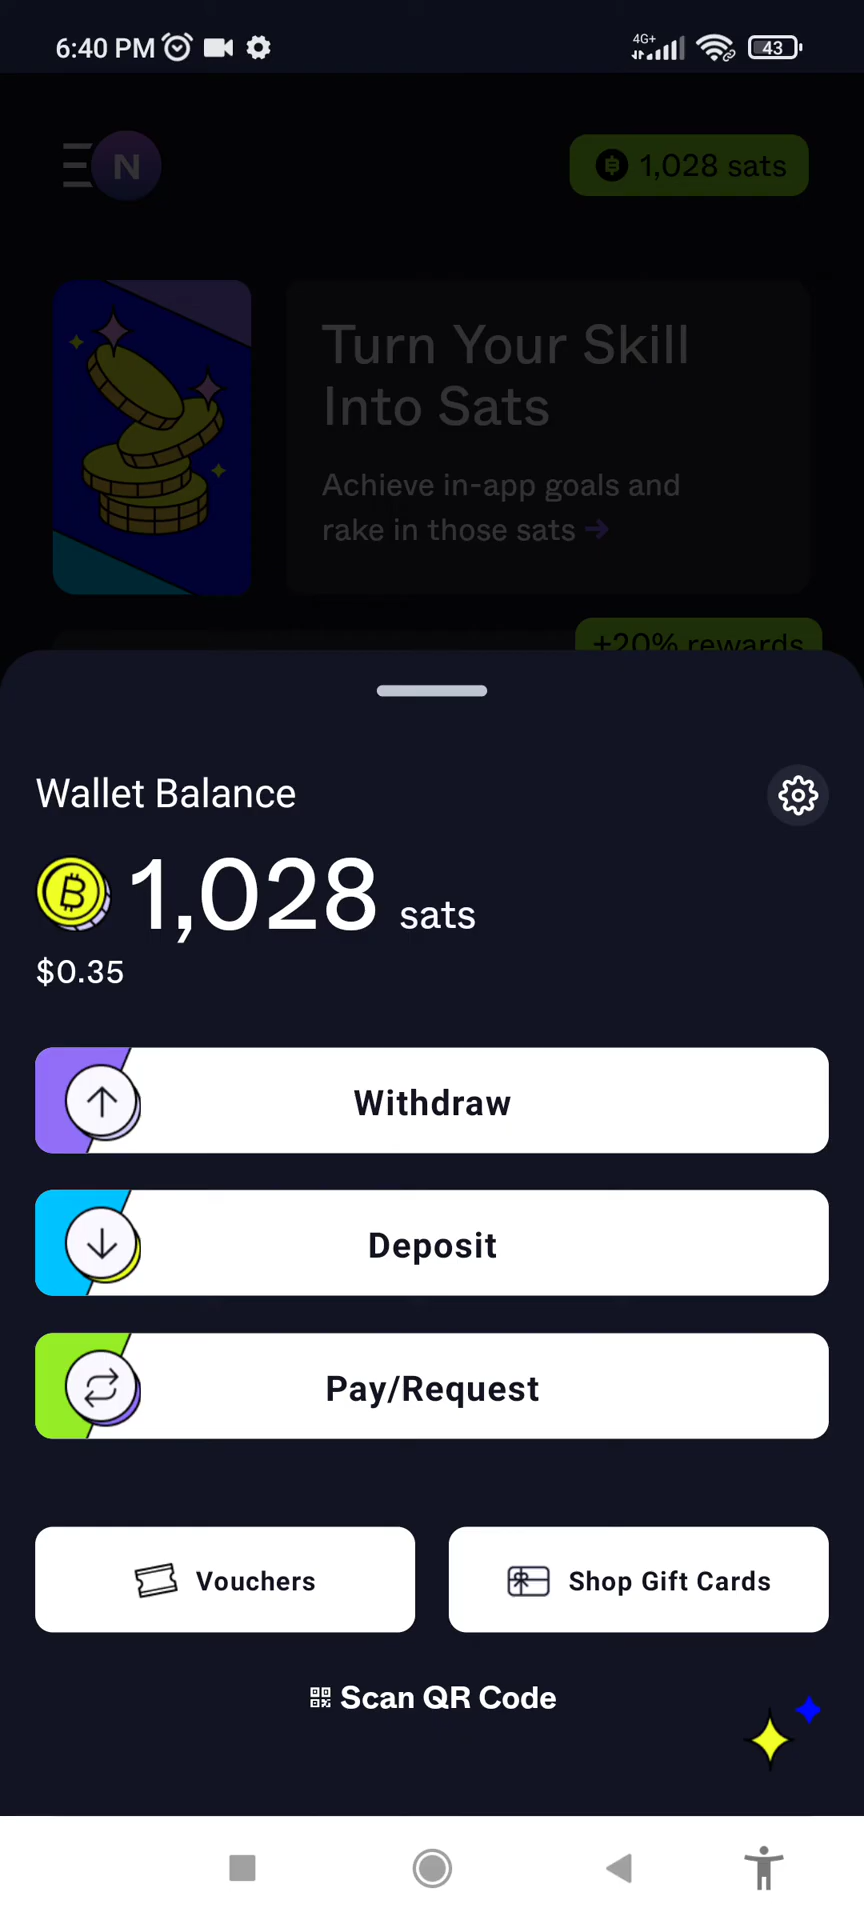 6:40 PM
4G+
43
N
1,028 sats
Turn Your Skill
Into Sats
Achieve in-app goals and
rake in those sats →
+20% rewards
Wallet Balance
1,028 sats
$0.35
Withdraw
Deposit
Pay/Request
Vouchers
Shop Gift Cards
Scan QR Code